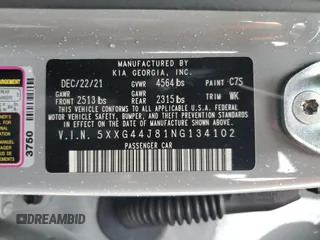 MANUFACTURED BY
KIA GEORGIA, INC.
DEC/22/21 GVWR 4564 lbs PAINT C7S
GAWR GAWR
FRONT 2513 lbs REAR 2315 lbs TRIM WK
THIS VEHICLE CONFORMS TO ALL APPLICABLE
U.S. FEDERAL MOTOR VEHICLE SAFETY, BUMPER,
AND THEFT PREVENTION STANDARDS IN EFFECT ON
THE DATE OF MANUFACTURE SHOWN ABOVE.
V.I.N. 5XXG44J81NG134102
PASSENGER CAR
3750
DREAMBID